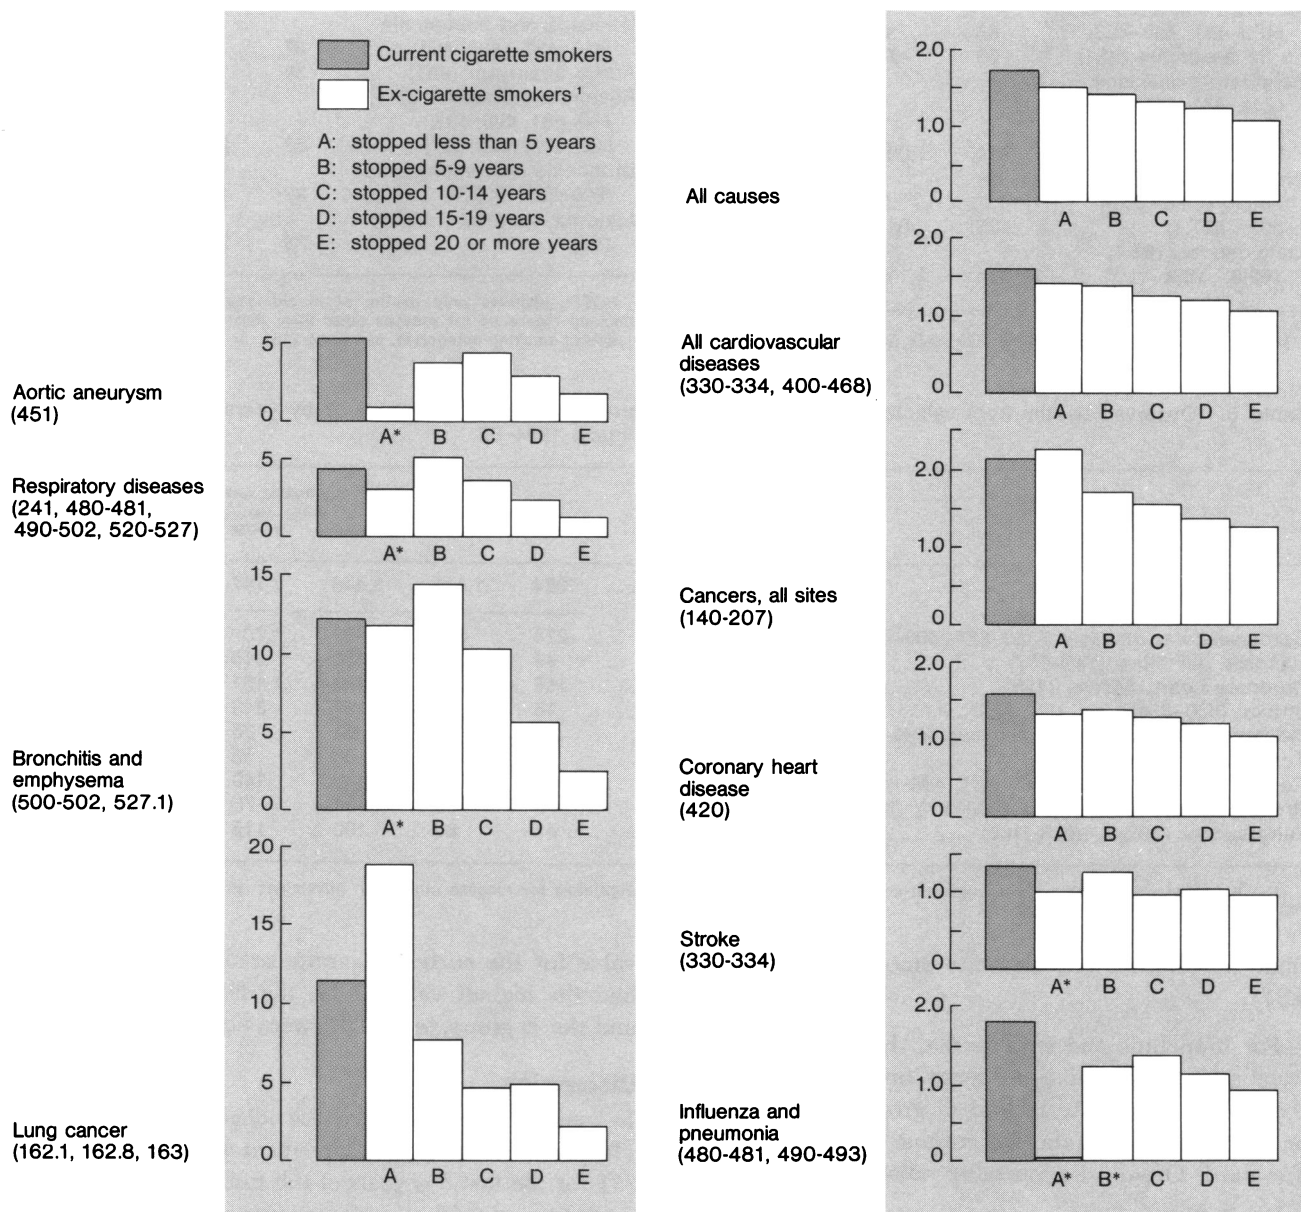 Current cigarette smokers
Ex-cigarette smokers ¹
A: stopped less than 5 years
B: stopped 5-9 years
C: stopped 10-14 years
D: stopped 15-19 years
E: stopped 20 or more years
Aortic aneurysm
(451)
5
0
A* B C D E
Respiratory diseases
(241, 480-481,
490-502, 520-527)
5
0
A* B C D E
Bronchitis and
emphysema
(500-502, 527.1)
15
10
5
0
A* B C D E
Lung cancer
(162.1, 162.8, 163)
20
15
10
5
0
A B C D E
All causes
2.0
1.0
0
A B C D E
All cardiovascular
diseases
(330-334, 400-468)
2.0
1.0
0
A B C D E
Cancers, all sites
(140-207)
2.0
1.0
0
A B C D E
Coronary heart
disease
(420)
2.0
1.0
0
A B C D E
Stroke
(330-334)
1.0
0
A* B C D E
Influenza and
pneumonia
(480-481, 490-493)
2.0
1.0
0
A* B* C D E